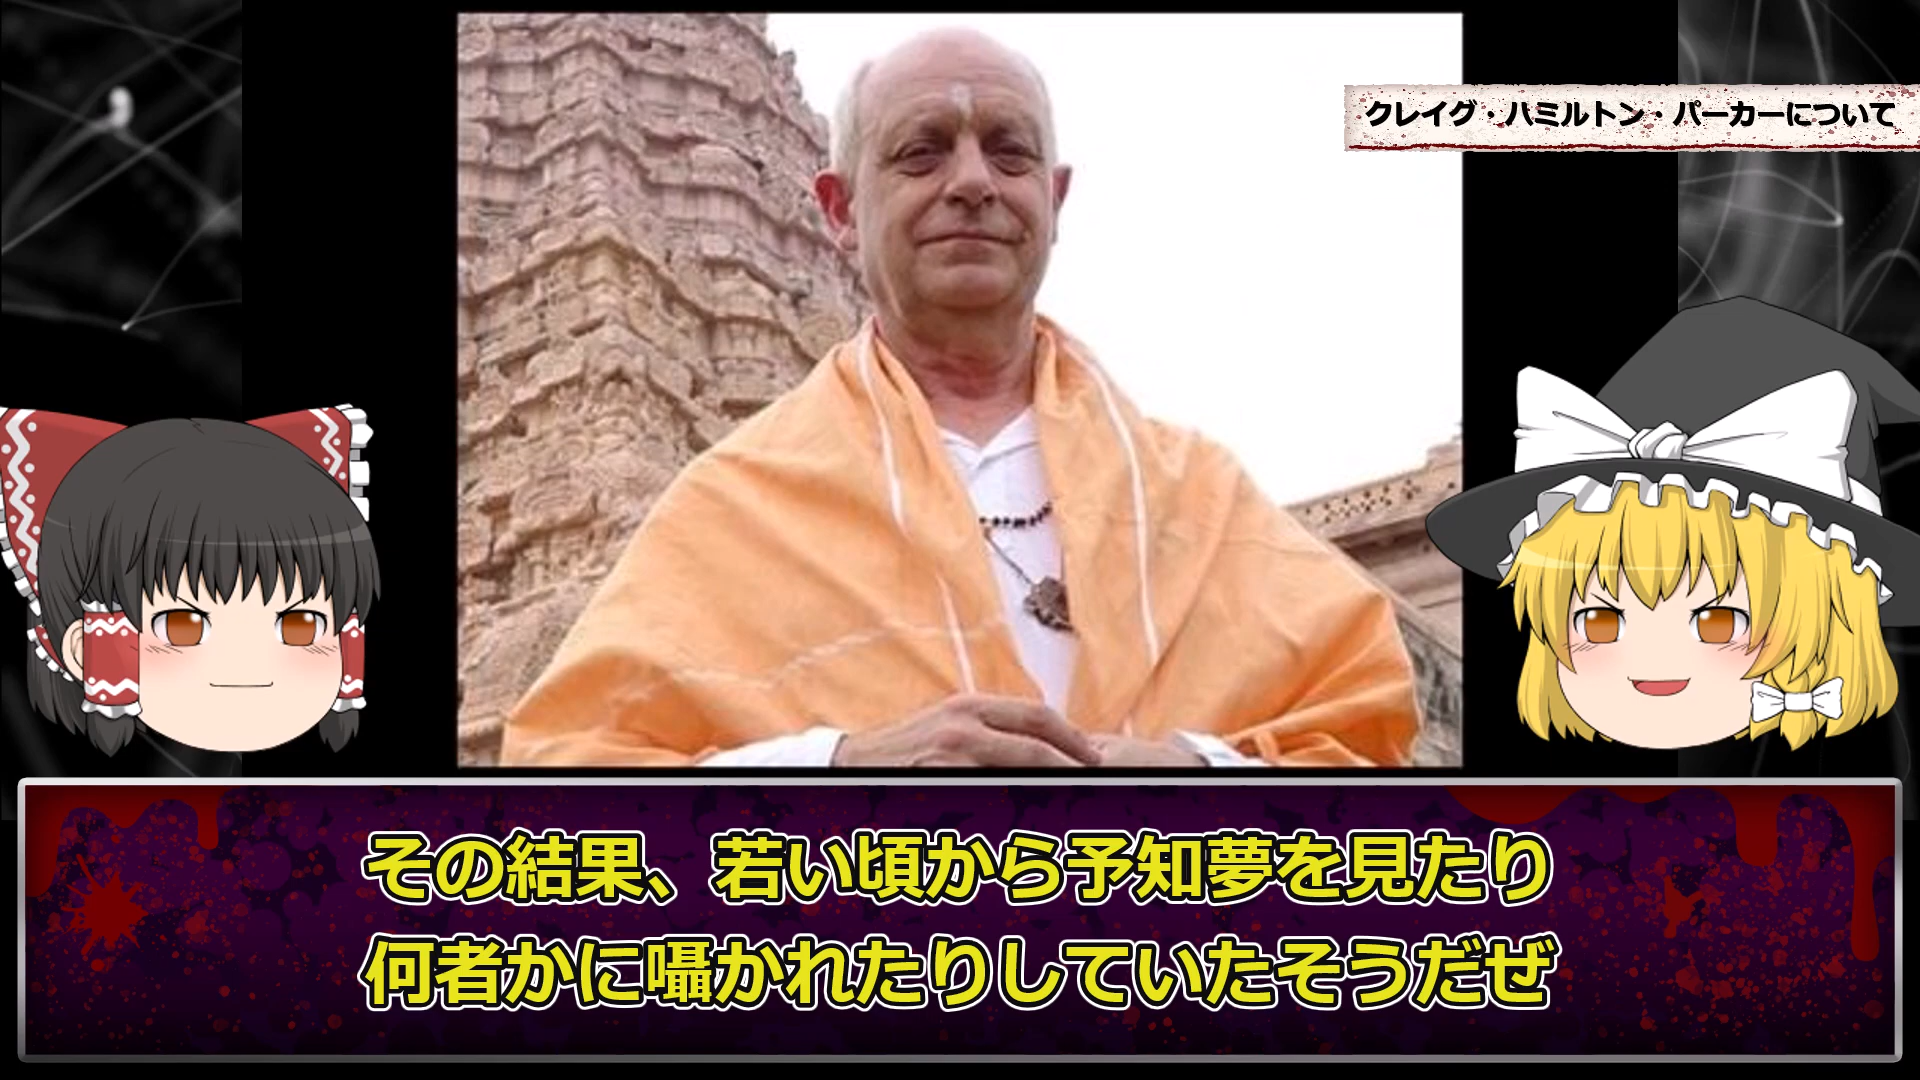 クレイグ・ハミルトン・パーカーについて
その結果、若い頃から予知夢を見たり
何者かに囁かれたりしていたそうだぜ